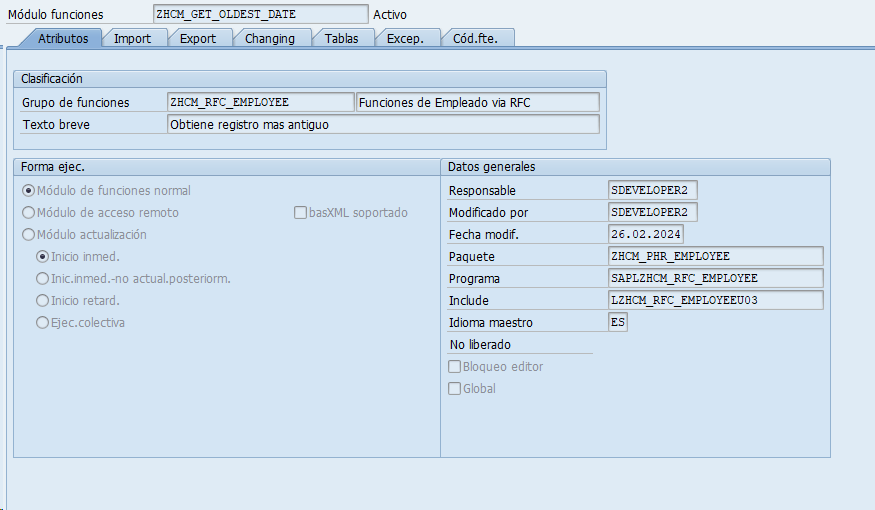 Módulo funciones ZHCM_GET_OLDEST_DATE Activo
Atributos Import Export Changing Tablas Excep. Cód.fte.
Clasificación
Grupo de funciones ZHCM_RFC_EMPLOYEE Funciones de Empleado via RFC
Texto breve Obtiene registro mas antiguo
Forma ejec.
Módulo de funciones normal
Módulo de acceso remoto basXML soportado
Módulo actualización
Inicio inmed.
Inic.inmed.-no actual.posteriorm.
Inicio retard.
Ejec.colectiva
Datos generales
Responsable SDEVELOPER2
Modificado por SDEVELOPER2
Fecha modif. 26.02.2024
Paquete ZHCM_PHR_EMPLOYEE
Programa SAPLZHCM_RFC_EMPLOYEE
Include LZHCM_RFC_EMPLOYEEU03
Idioma maestro ES
No liberado
Bloqueo editor
Global